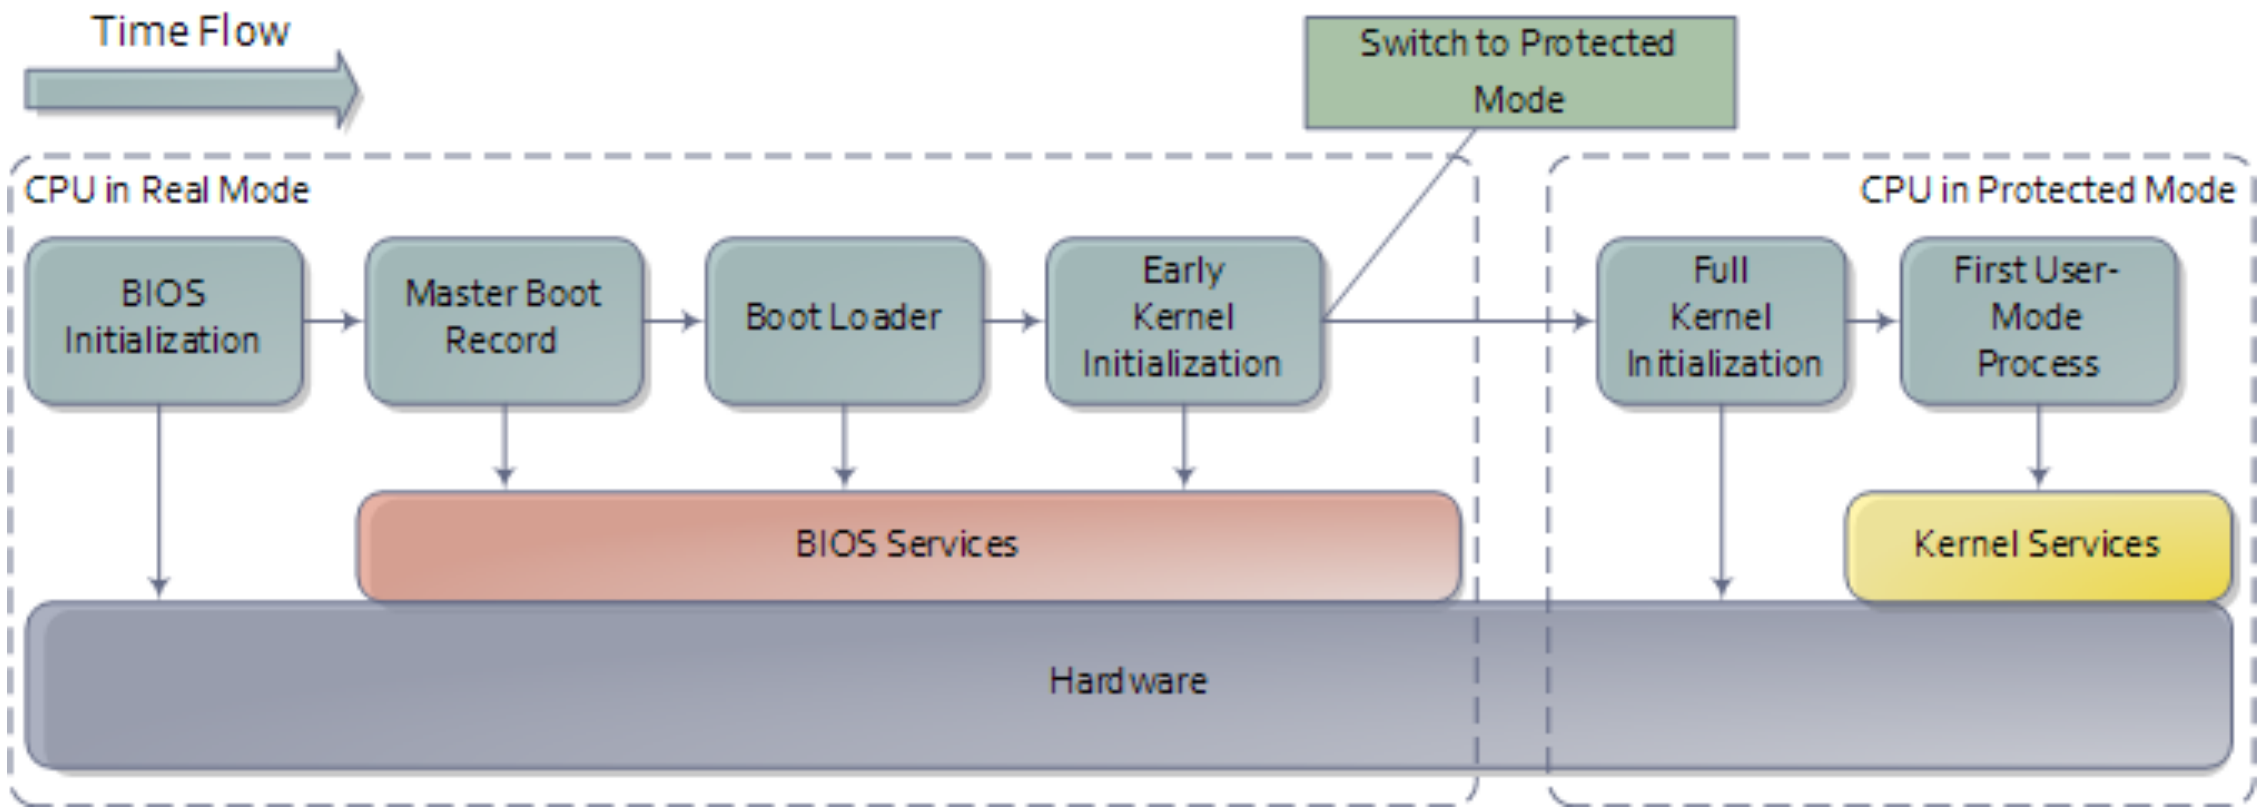 Time Flow
Switch to Protected
Mode
CPU in Real Mode
CPU in Protected Mode
BIOS
Initialization
Master Boot
Record
Boot Loader
Early
Kernel
Initialization
Full
Kernel
Initialization
First User-
Mode
Process
BIOS Services
Kernel Services
Hardware